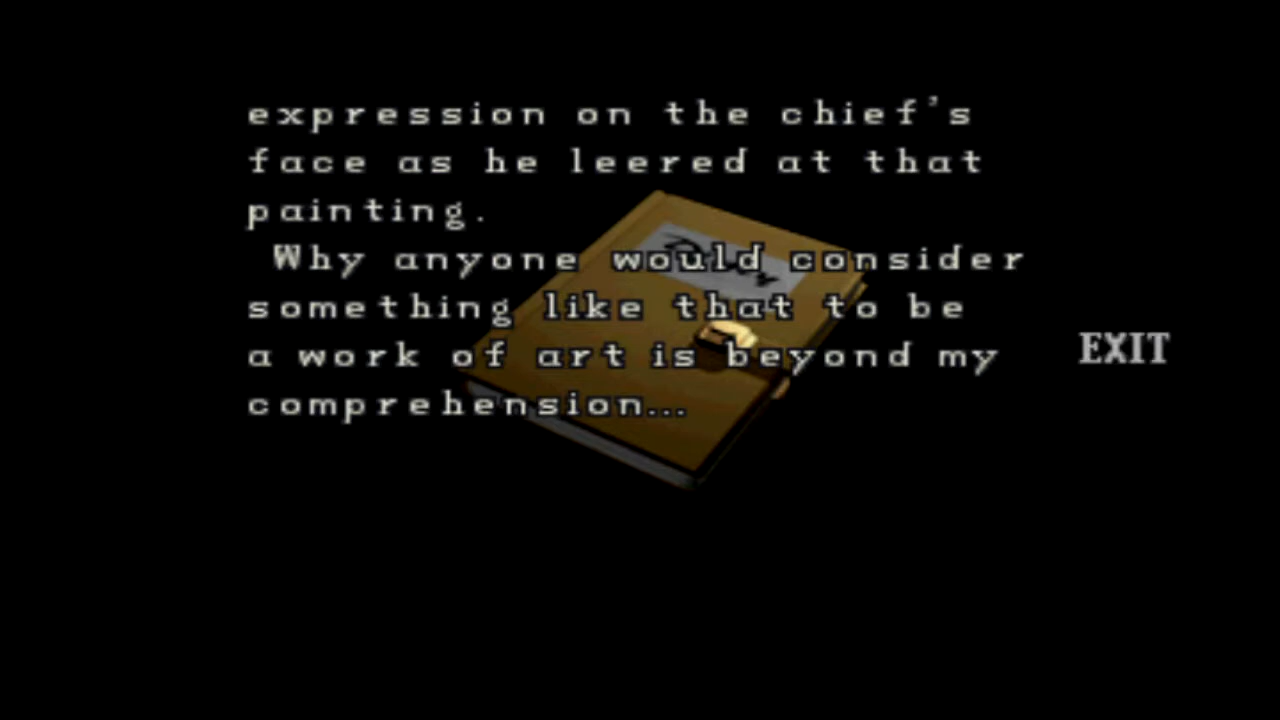 expression on the chief's
face as he leered at that
painting.
Why anyone would consider
something like that to be
a work of art is beyond my
comprehension...
EXIT
Diary